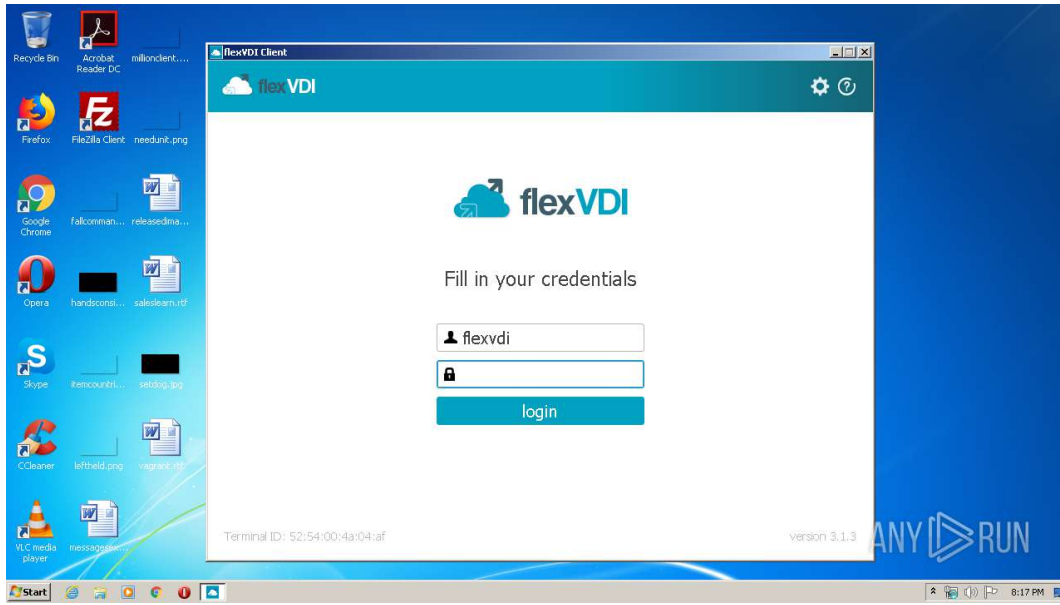 Recycle Bin
Acrobat
Reader DC
milionclient....
Firefox
FileZilla Client
needunit.png
Google
Chrome
fallcomman...
releasedima...
Opera
handsconsi...
saleslearn.rtf
Skype
itemcountri...
setdog.jpg
CCleaner
leftheld.png
vagrant.rtf
VLC media
player
flexVDI Client
flexVDI
flexVDI
Fill in your credentials
flexvdi
login
Terminal ID: 52:54:00:4a:04:af
version 3.1.3
ANY RUN
Start
8:17 PM